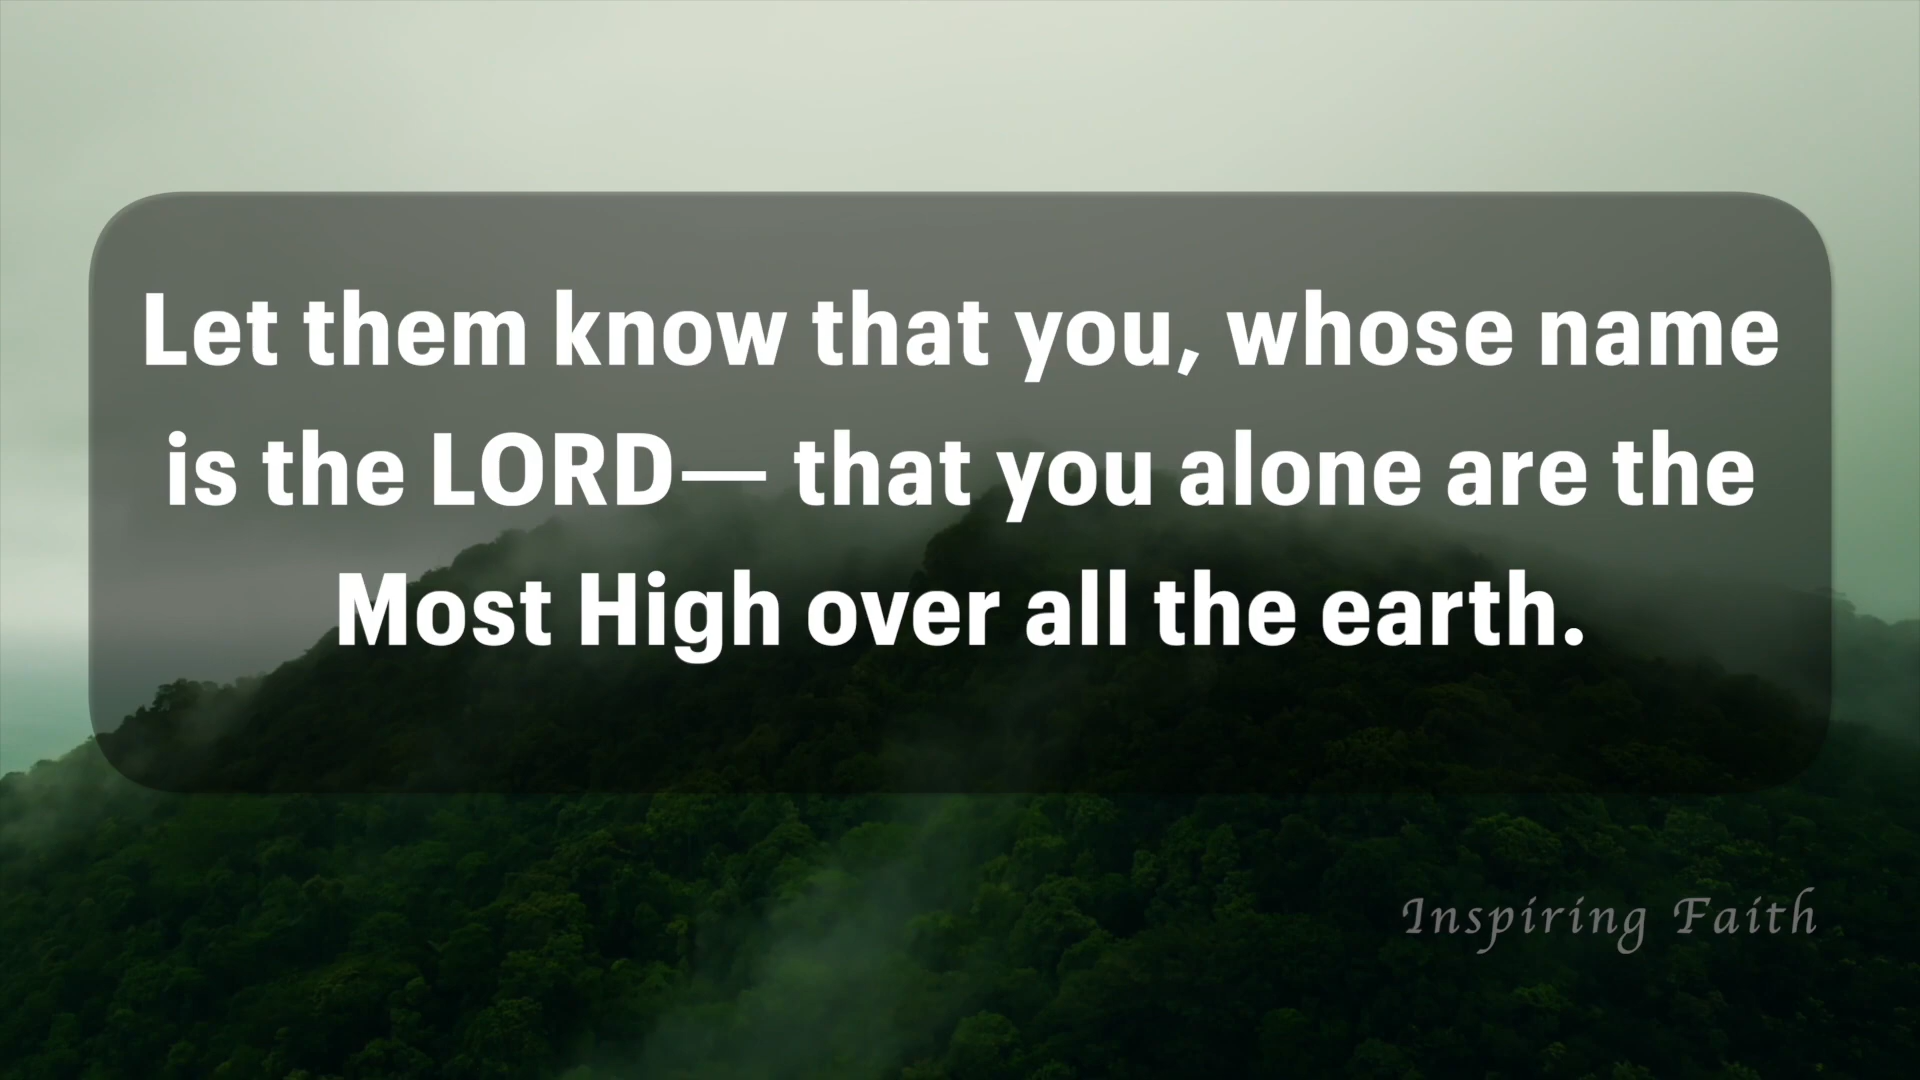 Let them know that you, whose name
is the LORD— that you alone are the
Most High over all the earth.
Inspiring Faith